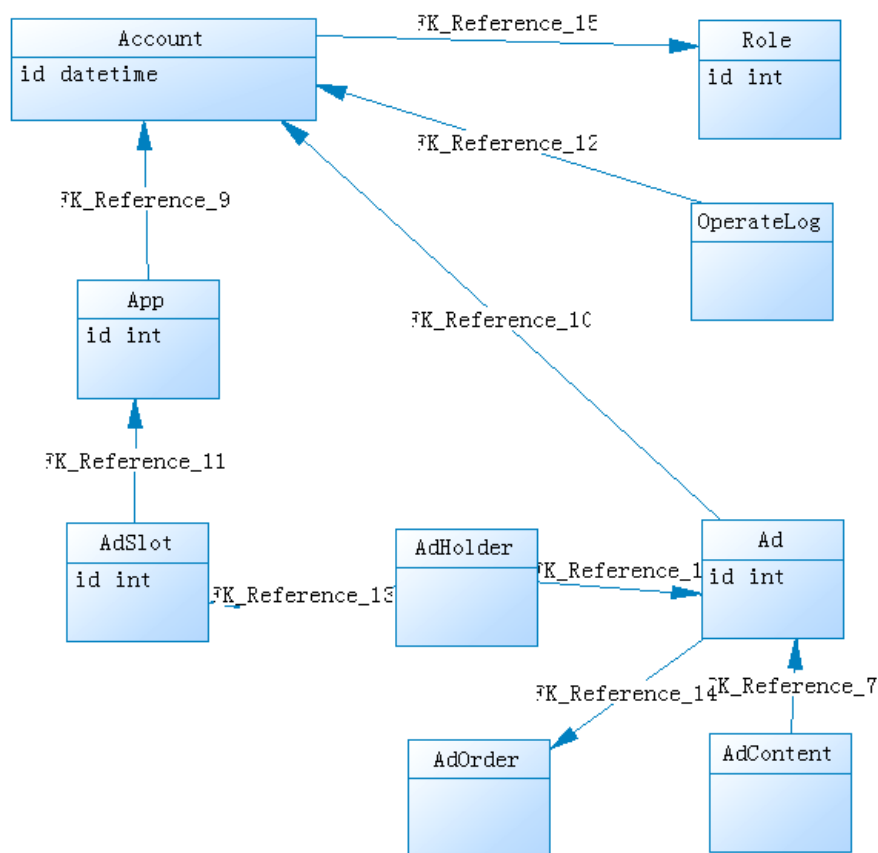 Account
id datetime
FK_Reference_15
Role
id int
FK_Reference_12
FK_Reference_9
OperateLog
App
id int
FK_Reference_10
FK_Reference_11
AdSlot
id int
AdHolder
Ad
id int
FK_Reference_13
FK_Reference_1
FK_Reference_14
FK_Reference_7
AdOrder
AdContent